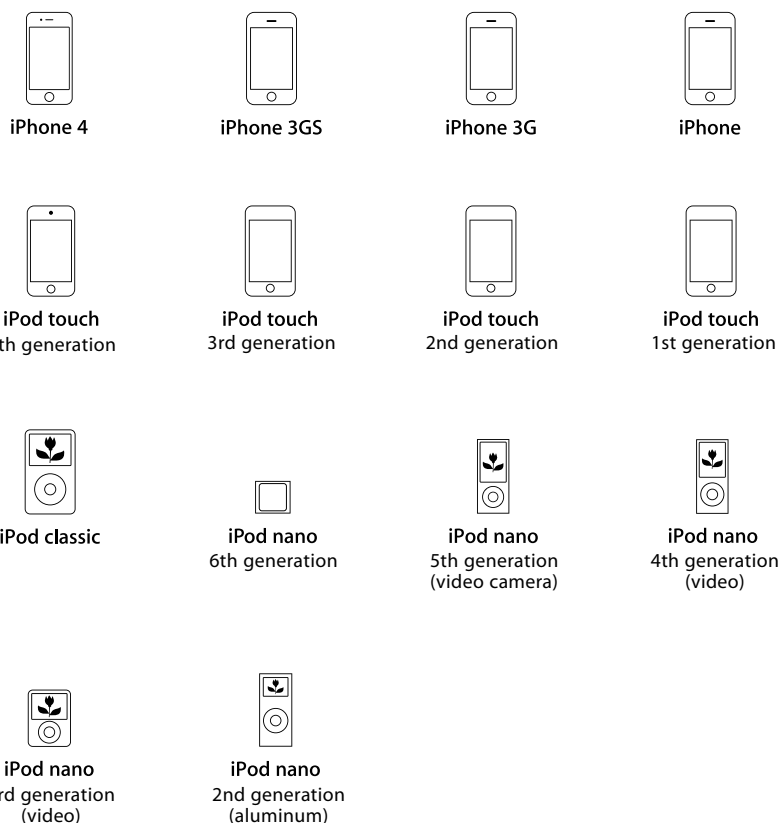 iPhone 4
iPhone 3GS
iPhone 3G
iPhone
iPod touch
th generation
iPod touch
3rd generation
iPod touch
2nd generation
iPod touch
1st generation
iPod classic
iPod nano
6th generation
iPod nano
5th generation
(video camera)
iPod nano
4th generation
(video)
iPod nano
rd generation
(video)
iPod nano
2nd generation
(aluminum)